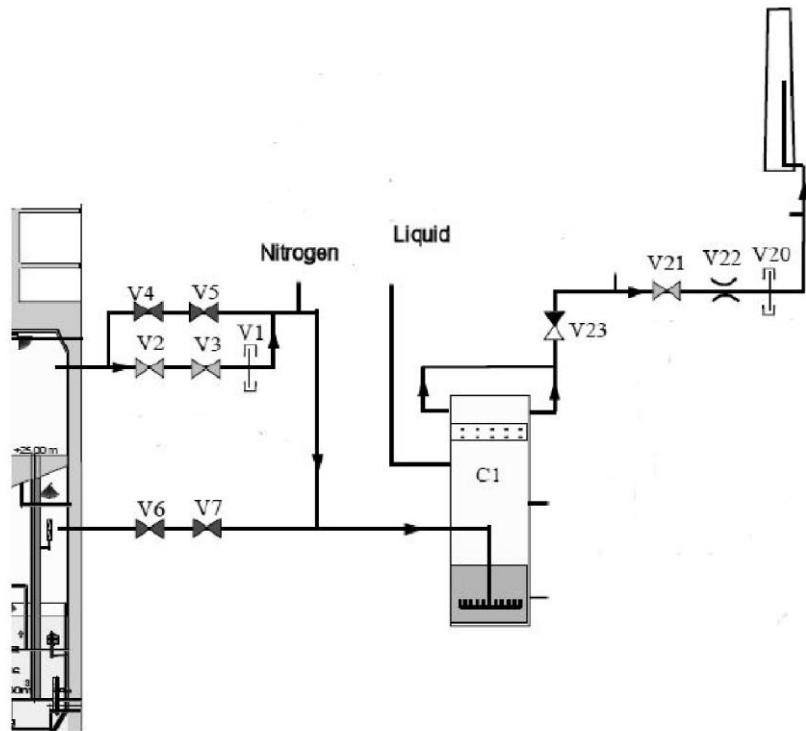 Nitrogen
Liquid
V21 V22 V20
V4 V5
V23
V2 V3 V1
+25,00 m
C1
V6 V7
m